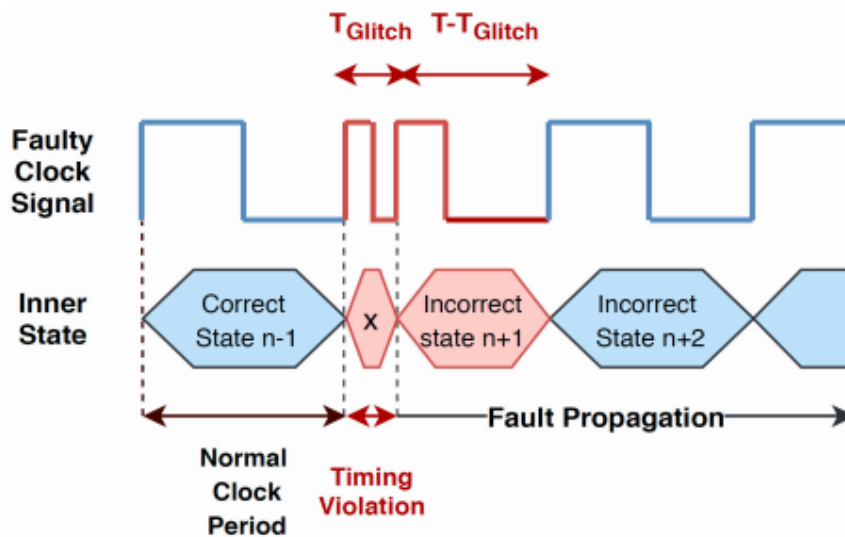 TGlitch T-TGlitch
Faulty
Clock
Signal
Inner
State
Correct
State n-1
x
Incorrect
state n+1
Incorrect
State n+2
Fault Propagation
Normal
Clock
Period
Timing
Violation